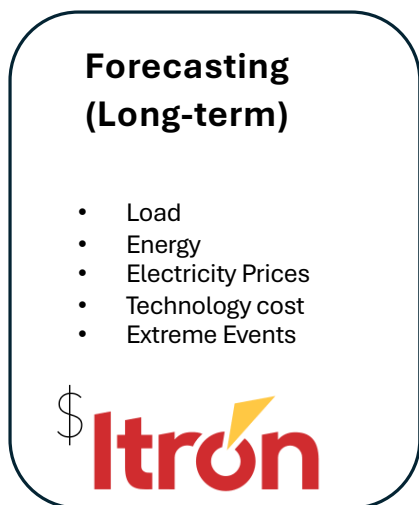 Forecasting
(Long-term)
• Load
• Energy
• Electricity Prices
• Technology cost
• Extreme Events
$
Itron